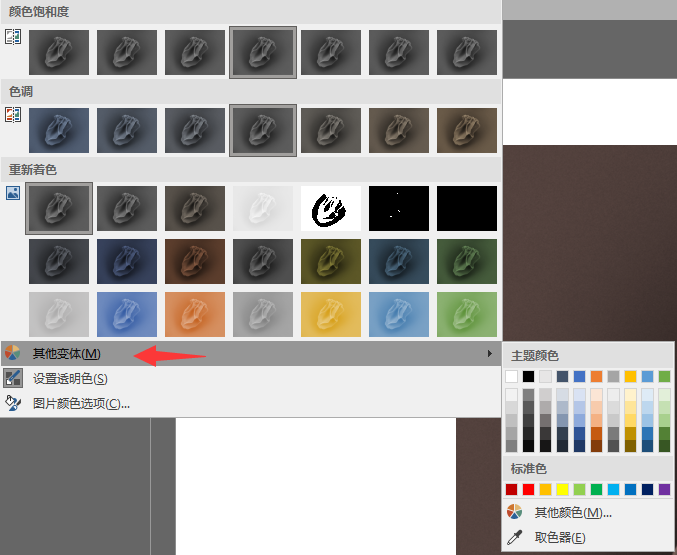 颜色饱和度
色调
重新着色
其他变体(M)
设置透明色(S)
图片颜色选项(C)...
主题颜色
标准色
其他颜色(M)...
取色器(E)